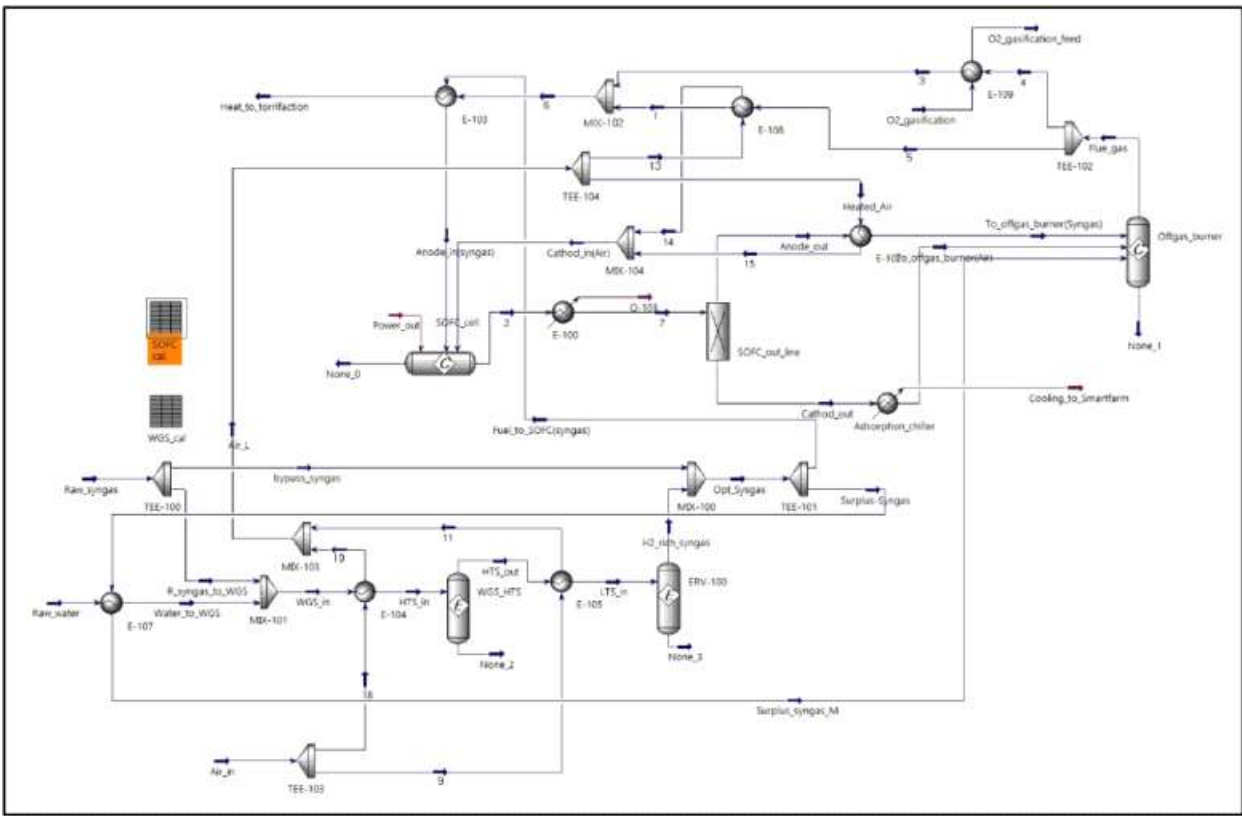 O2_gasification_feed
3
4
E-109
Heat_to_torrifaction
6
E-103
MIX-102
1
E-108
O2_gasification
Flue_gas
TEE-102
5
13
TEE-104
Heated_Air
To_offgas_burner(Syngas)
Offgas_burner
14
Anode_out
Anode_in(syngas)
Cathod_in(Air)
MIX-104
15
To_offgas_burner(Air)
SOFC
cal.
Power_out
SOFC_cell
2
E-100
7
SOFC_out_line
None_1
None_0
WGS_cal
Air_L
Fuel_to_SOFC(syngas)
Cathod_out
Cooling_to_Smartfarm
Adsorption_chiller
Raw_syngas
TEE-100
bypass_syngas
MIX-100
Opt_Syngas
TEE-101
Surplus-Syngas
11
MIX-103
10
H2_rich_syngas
R_syngas_to_WGS
HTS_out
WGS_in
HTS_in
WGS_HTS
LTS_in
ERV-100
Raw_water
E-107
Water_to_WGS
MIX-101
E-104
E-105
None_2
None_3
18
Surplus_syngas_M
Air_in
TEE-103
9